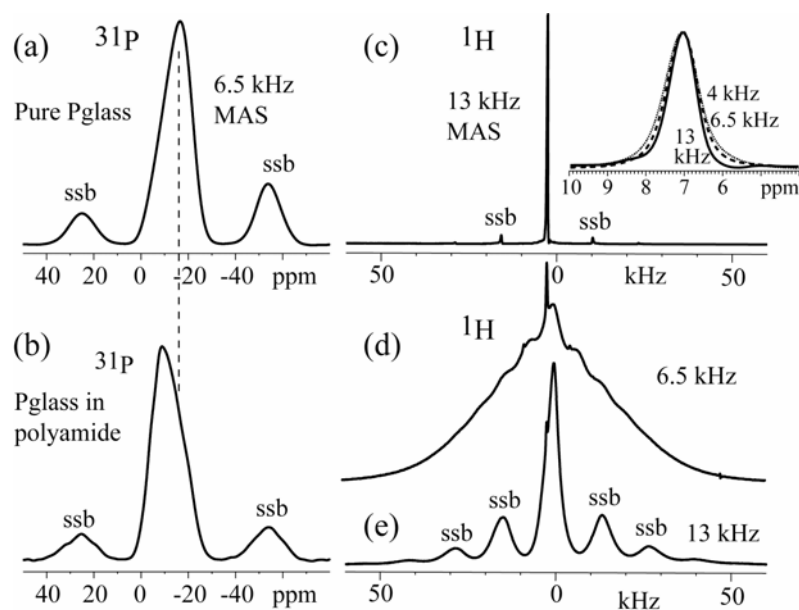 (a)
31P
Pure Pglass
6.5 kHz
MAS
ssb
ssb
40 20 0 -20 -40 ppm
(b)
31P
Pglass in
polyamide
ssb
ssb
40 20 0 -20 -40 ppm
(c)
1H
13 kHz
MAS
ssb
ssb
50 0 kHz 50
4 kHz
6.5 kHz
13
kHz
10 9 8 7 6 ppm
(d)
1H
6.5 kHz
(e)
ssb
ssb
ssb
ssb
13 kHz
50 0 kHz 50